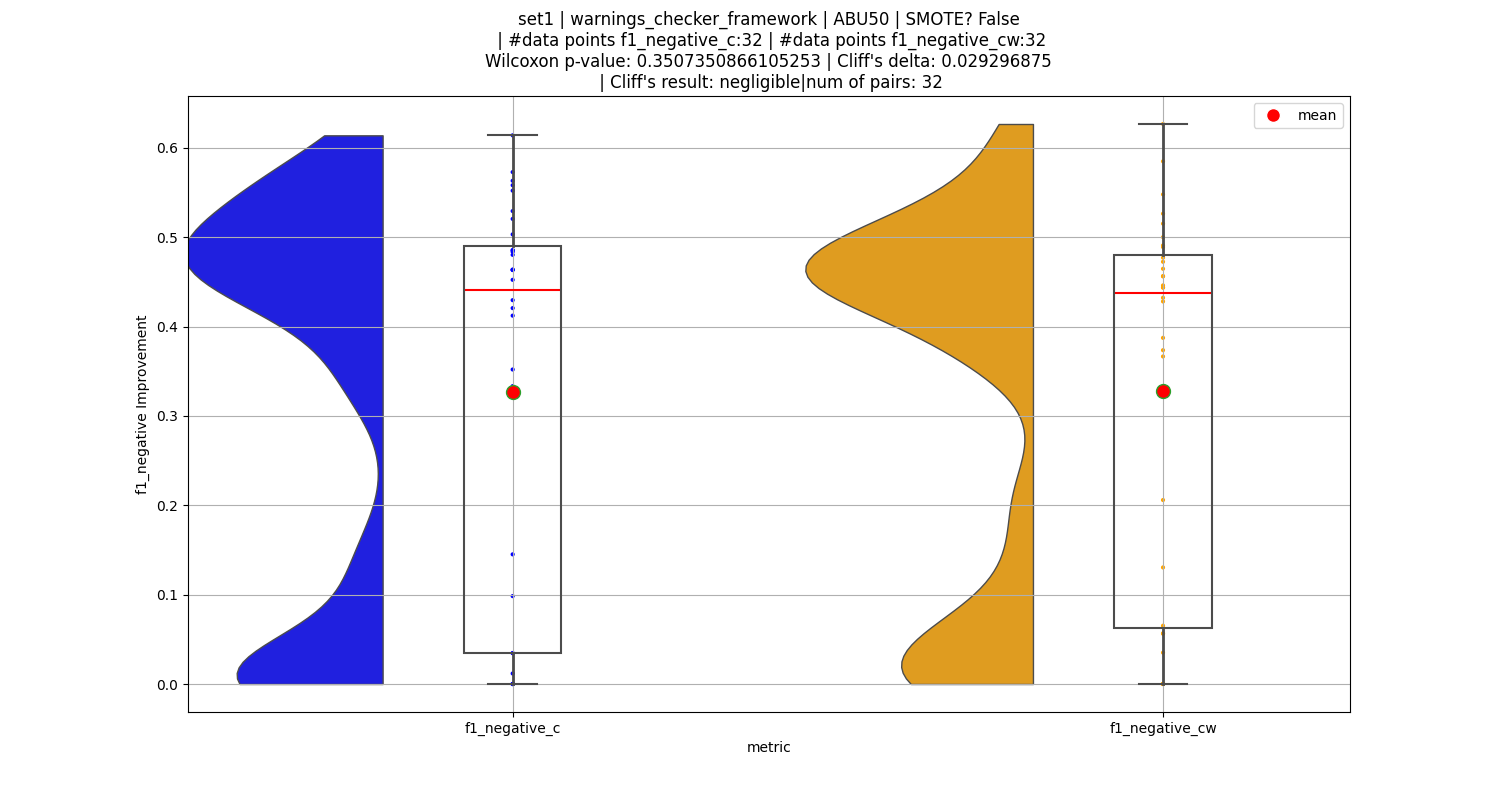 set1 | warnings_checker_framework | ABU50 | SMOTE? False
| #data points f1_negative_c:32 | #data points f1_negative_cw:32
Wilcoxon p-value: 0.3507350866105253 | Cliff's delta: 0.029296875
| Cliff's result: negligible|num of pairs: 32
mean
0.6
0.5
0.4
0.3
0.2
0.1
0.0
f1_negative Improvement
f1_negative_c
f1_negative_cw
metric